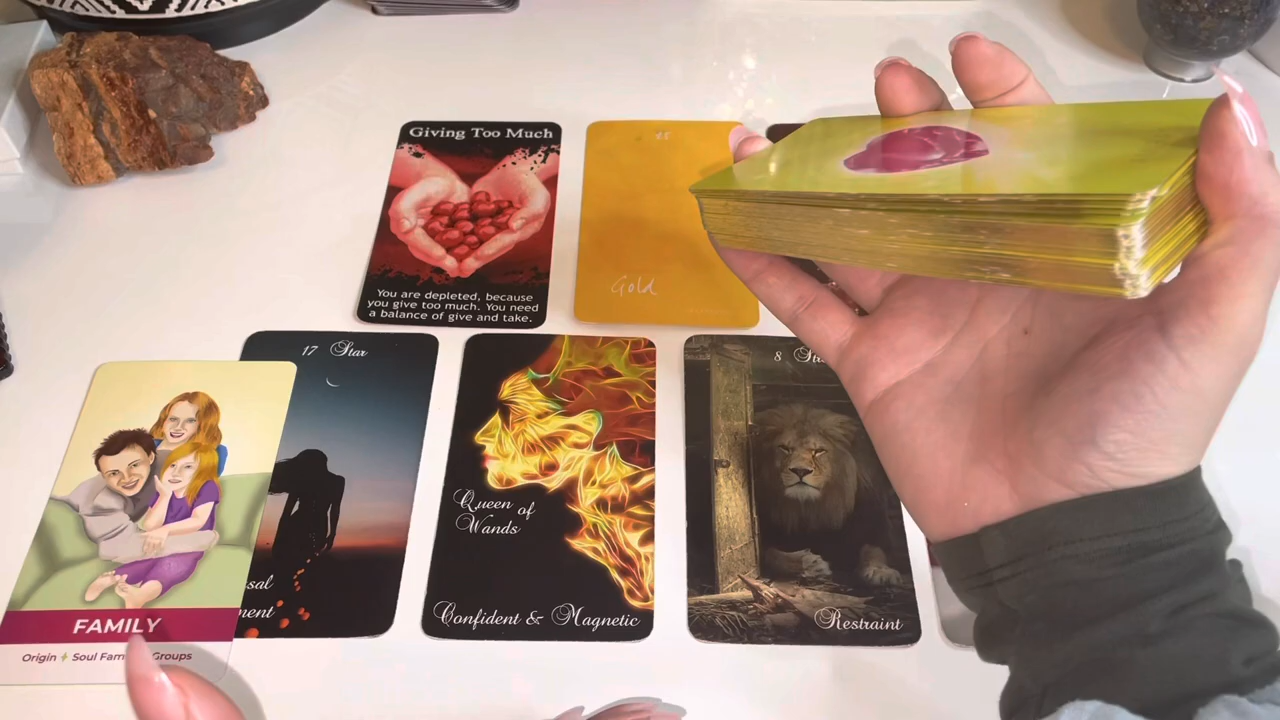 Giving Too Much
You are depleted, because
you give too much. You need
a balance of give and take.
Gold
17 Star
Queen of
Wands
Confident & Magnetic
8
Restraint
FAMILY
Origin Soul Groups